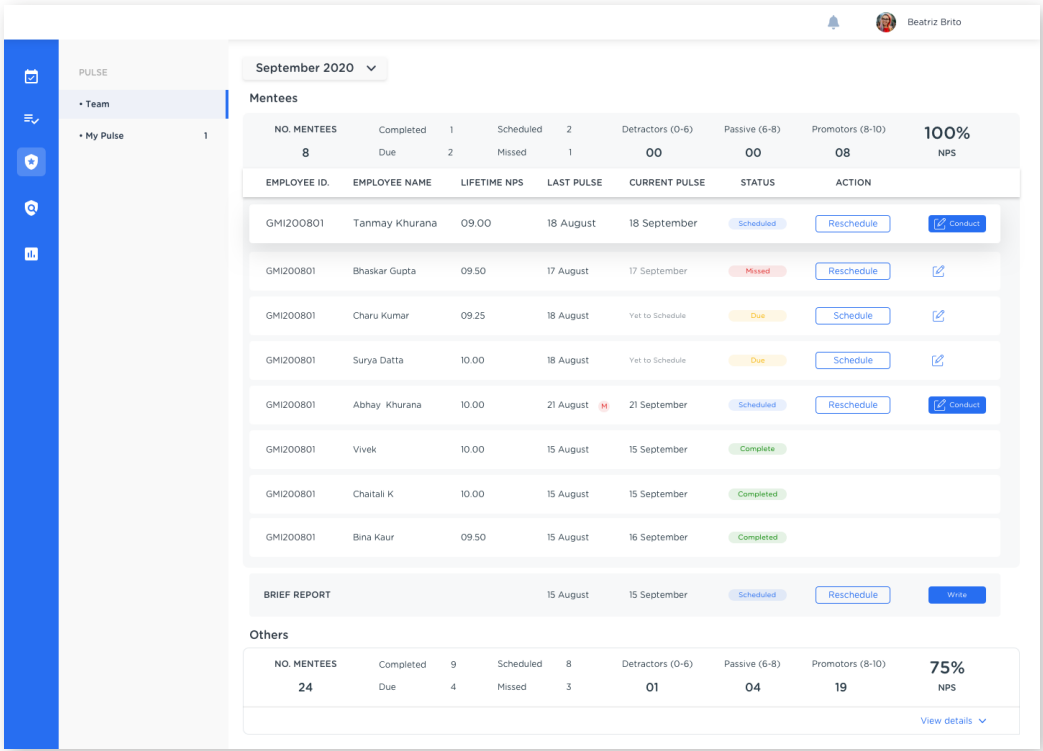 Beatriz Brito
PULSE
• Team
• My Pulse 1
September 2020
Mentees
NO. MENTEES Completed 1 Scheduled 2 Detractors (0-6) Passive (6-8) Promotors (8-10) 100%
8 Due 2 Missed 1 00 00 08 NPS
EMPLOYEE ID. EMPLOYEE NAME LIFETIME NPS LAST PULSE CURRENT PULSE STATUS ACTION
GMI200801 Tanmay Khurana 09.00 18 August 18 September Scheduled Reschedule Conduct
GMI200801 Bhaskar Gupta 09.50 17 August 17 September Missed Reschedule
GMI200801 Charu Kumar 09.25 18 August Yet to Schedule Due Schedule
GMI200801 Surya Datta 10.00 18 August Yet to Schedule Due Schedule
GMI200801 Abhay Khurana 10.00 21 August M 21 September Scheduled Reschedule Conduct
GMI200801 Vivek 10.00 15 August 15 September Complete
GMI200801 Chaitali K 10.00 15 August 15 September Completed
GMI200801 Bina Kaur 09.50 15 August 16 September Completed
BRIEF REPORT 15 August 15 September Scheduled Reschedule Write
Others
NO. MENTEES Completed 9 Scheduled 8 Detractors (0-6) Passive (6-8) Promotors (8-10) 75%
24 Due 4 Missed 3 01 04 19 NPS
View details